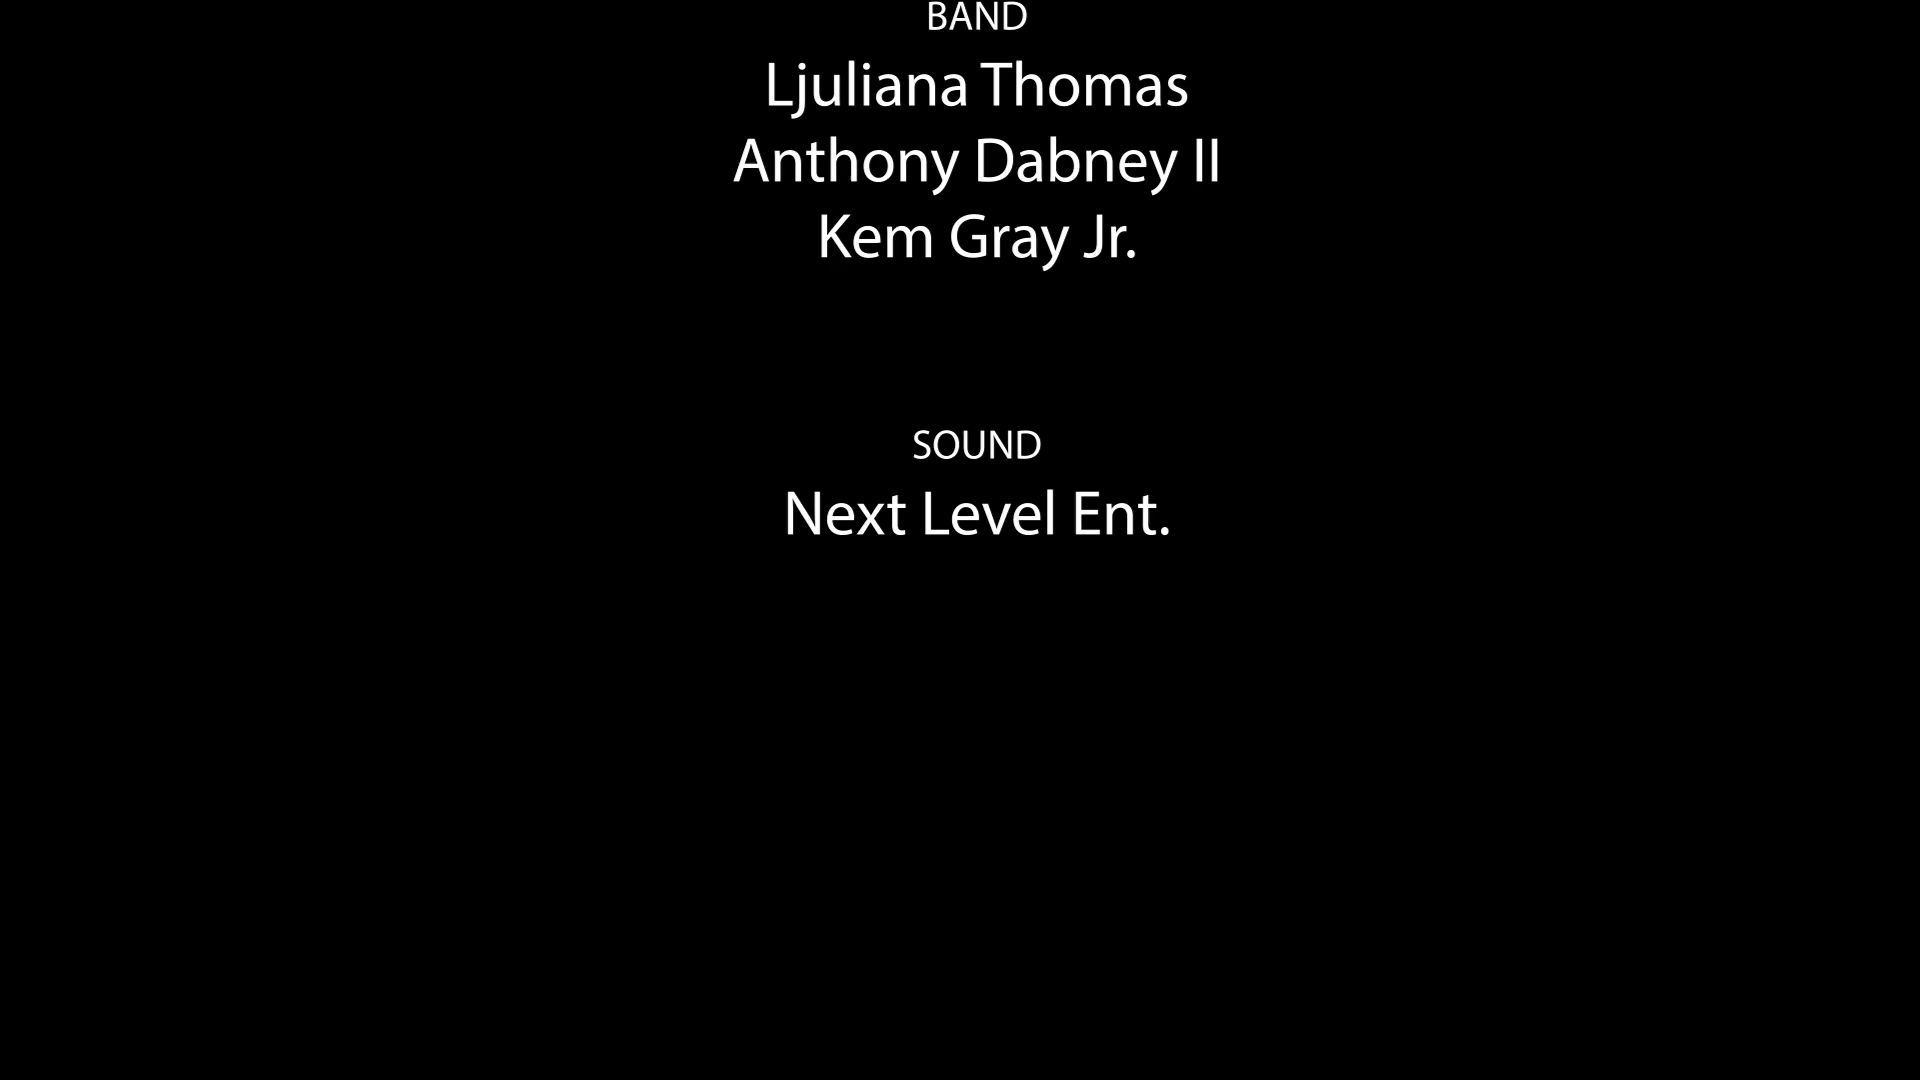 BAND
Ljuliana Thomas
Anthony Dabney II
Kem Gray Jr.
SOUND
Next Level Ent.